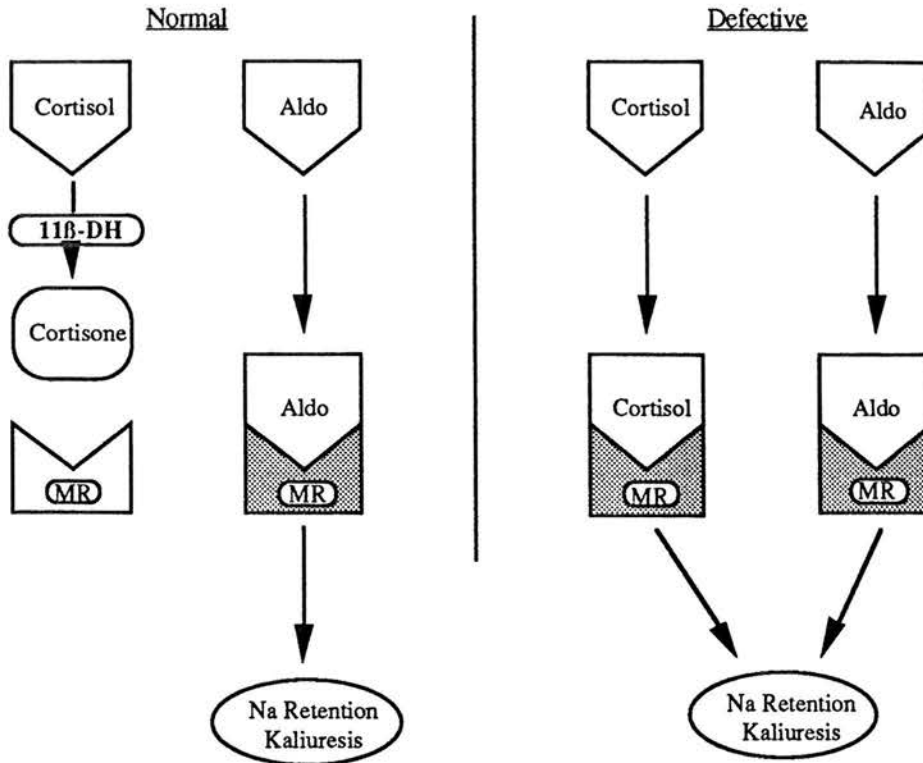 Normal
Defective
Cortisol
Aldo
Cortisol
Aldo
11ß-DH
Cortisone
Aldo
Cortisol
Aldo
MR
MR
MR
MR
Na Retention
Kaliuresis
Na Retention
Kaliuresis